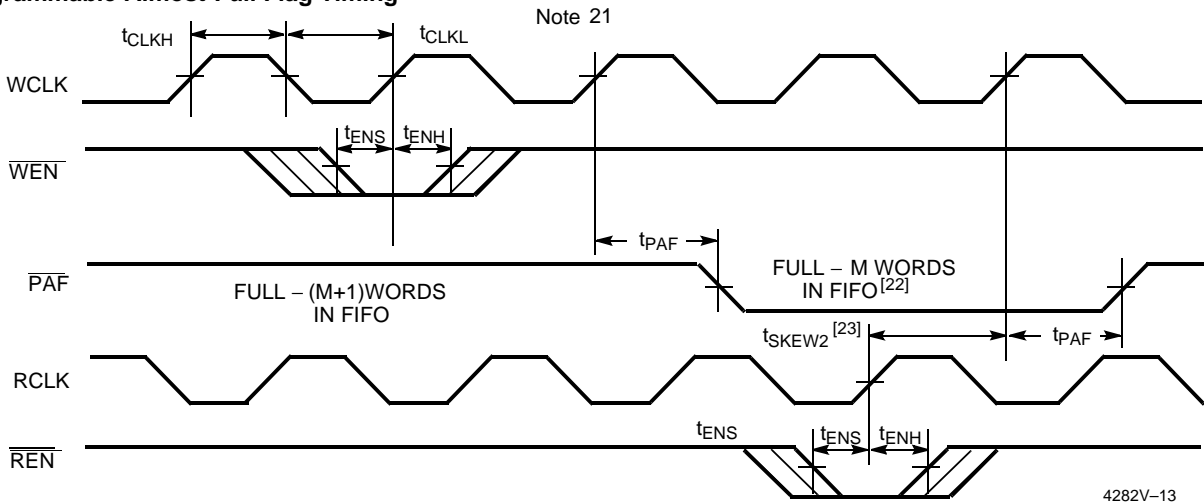 grammable Almost Full Flag Timing
Note 21
tCLKH
tCLKL
WCLK
tENS
tENH
WEN
tPAF
PAF
FULL – (M+1)WORDS
IN FIFO
FULL – M WORDS
IN FIFO[22]
tSKEW2 [23]
tPAF
RCLK
tENS
tENS
tENH
REN
4282V–13